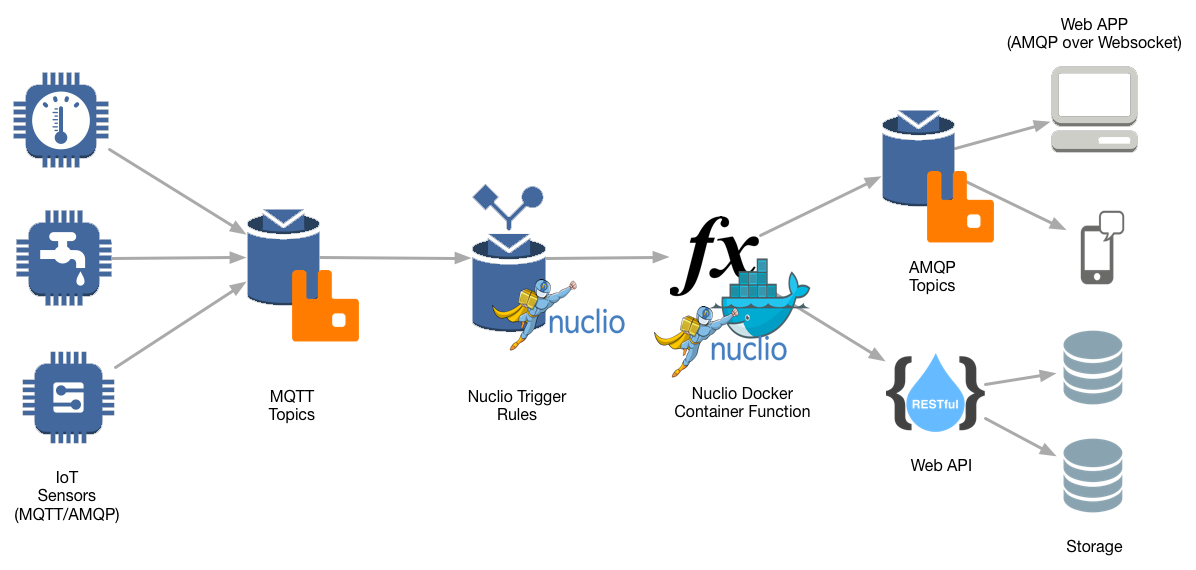 Web APP
(AMQP over Websocket)
IoT
Sensors
(MQTT/AMQP)
MQTT
Topics
nuclio
Nuclio Trigger
Rules
fx
nuclio
Nuclio Docker
Container Function
AMQP
Topics
{RESTful}
Web API
Storage